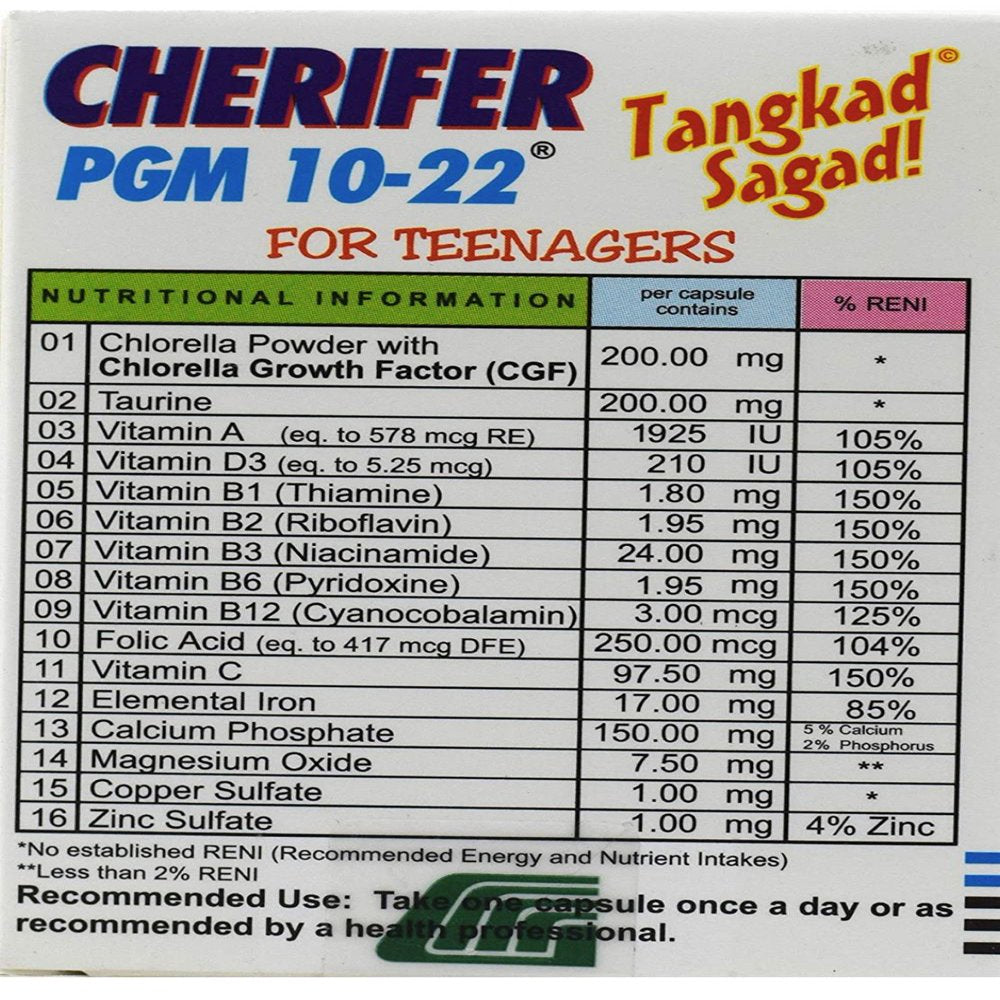 CHERIFER
PGM 10-22®
Tangkad©
Sagad!
FOR TEENAGERS
NUTRITIONAL INFORMATION per capsule contains % RENI
01 Chlorella Powder with Chlorella Growth Factor (CGF) 200.00 mg *
02 Taurine 200.00 mg *
03 Vitamin A (eq. to 578 mcg RE) 1925 IU 105%
04 Vitamin D3 (eq. to 5.25 mcg) 210 IU 105%
05 Vitamin B1 (Thiamine) 1.80 mg 150%
06 Vitamin B2 (Riboflavin) 1.95 mg 150%
07 Vitamin B3 (Niacinamide) 24.00 mg 150%
08 Vitamin B6 (Pyridoxine) 1.95 mg 150%
09 Vitamin B12 (Cyanocobalamin) 3.00 mcg 125%
10 Folic Acid (eq. to 417 mcg DFE) 250.00 mcg 104%
11 Vitamin C 97.50 mg 150%
12 Elemental Iron 17.00 mg 85%
13 Calcium Phosphate 150.00 mg 5 % Calcium 2% Phosphorus
14 Magnesium Oxide 7.50 mg **
15 Copper Sulfate 1.00 mg *
16 Zinc Sulfate 1.00 mg 4% Zinc
*No established RENI (Recommended Energy and Nutrient Intakes)
**Less than 2% RENI
Recommended Use: Take one capsule once a day or as
recommended by a health professional.